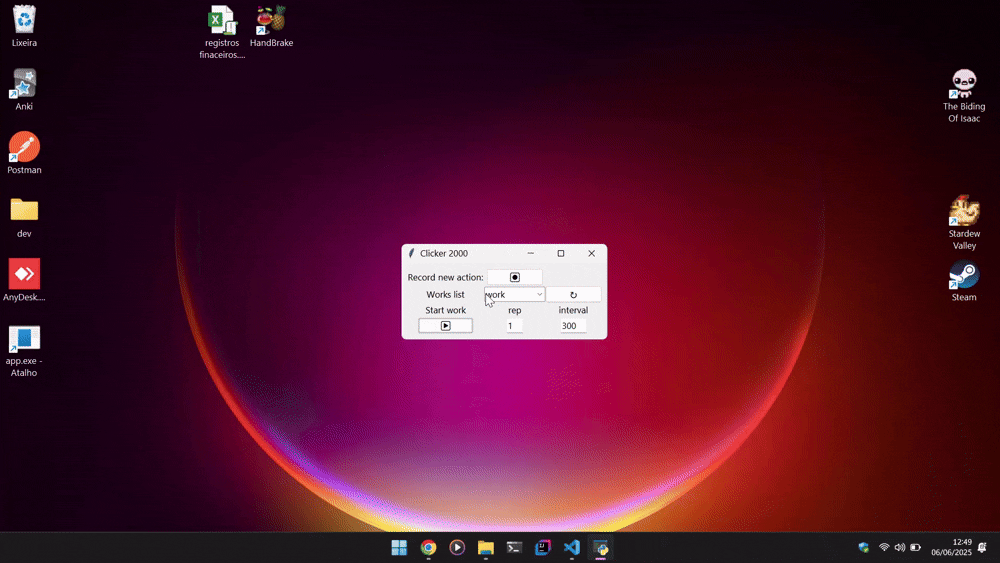 Lixeira
registros
finaceiros....
HandBrake
Anki
The Biding
Of Isaac
Postman
dev
Stardew
Valley
AnyDesk....
Steam
app.exe -
Atalho
Clicker 2000
Record new action:
Works list
work
Start work
rep
interval
1
300
12:49
06/06/2025